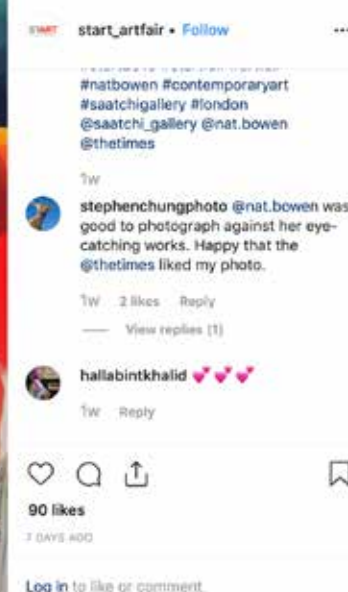 START start_artfair • Follow ...
#natbowen #contemporaryart
#saatchigallery #london
@saatchi_gallery @nat.bowen
@thetimes
1w
stephenchungphoto @nat.bowen was
good to photograph against her eye-
catching works. Happy that the
@thetimes liked my photo.
1w 2 likes Reply
View replies (1)
hallabintkhalid 💕💕💕
1w Reply
90 likes
7 DAYS AGO
Log in to like or comment.